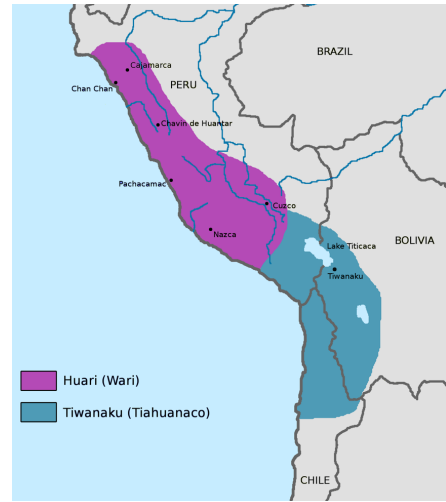 BRAZIL
Cajamarca
PERU
Chan Chan
Chavin de Huantar
Pachacamac
Cuzco
Nazca
BOLIVIA
Lake Titicaca
Tiwanaku
Huari (Wari)
Tiwanaku (Tiahuanaco)
CHILE